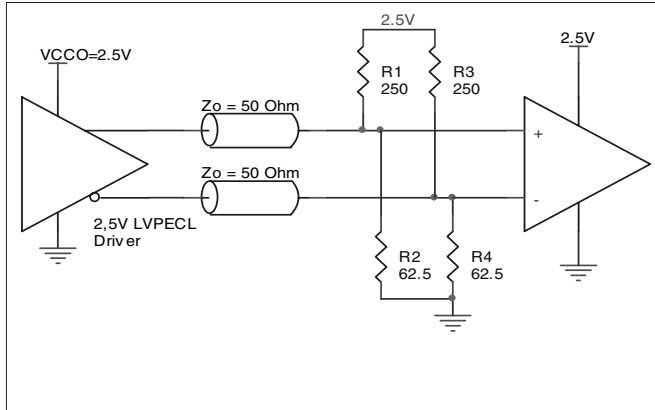 2.5V
VCCO=2.5V
2.5V
R1
250
R3
250
Zo = 50 Ohm
+
Zo = 50 Ohm
-
2,5V LVPECL
Driver
R2
62.5
R4
62.5